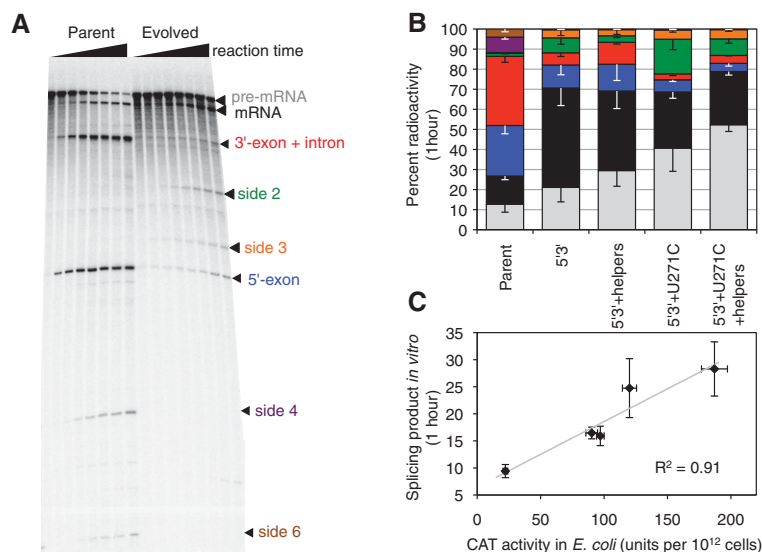 A
Parent Evolved
reaction time
pre-mRNA
mRNA
3'-exon + intron
side 2
side 3
5'-exon
side 4
side 6
B
Percent radioactivity
(1hour)
100
90
80
70
60
50
40
30
20
10
0
Parent
5'3'
5'3'+helpers
5'3'+U271C
5'3'+U271C
+helpers
C
Splicing product in vitro
(1 hour)
35
30
25
20
15
10
5
R² = 0.91
0 50 100 150 200
CAT activity in E. coli (units per 10¹² cells)